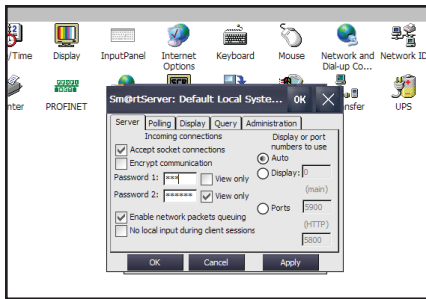 /Time Display InputPanel Internet Options Keyboard Mouse Network and Dial-up Co... Network ID
nter PROFINET nsfer UPS
Sm@rtServer: Default Local Syste... OK
Server Polling Display Query Administration
Incoming connections
Accept socket connections
Encrypt communication
Password 1: *** View only
Password 2: ****** View only
Enable network packets queuing
No local input during client sessions
Display or port
numbers to use
Auto
Display: 0
(main)
Ports 5900
(HTTP)
5800
OK Cancel Apply